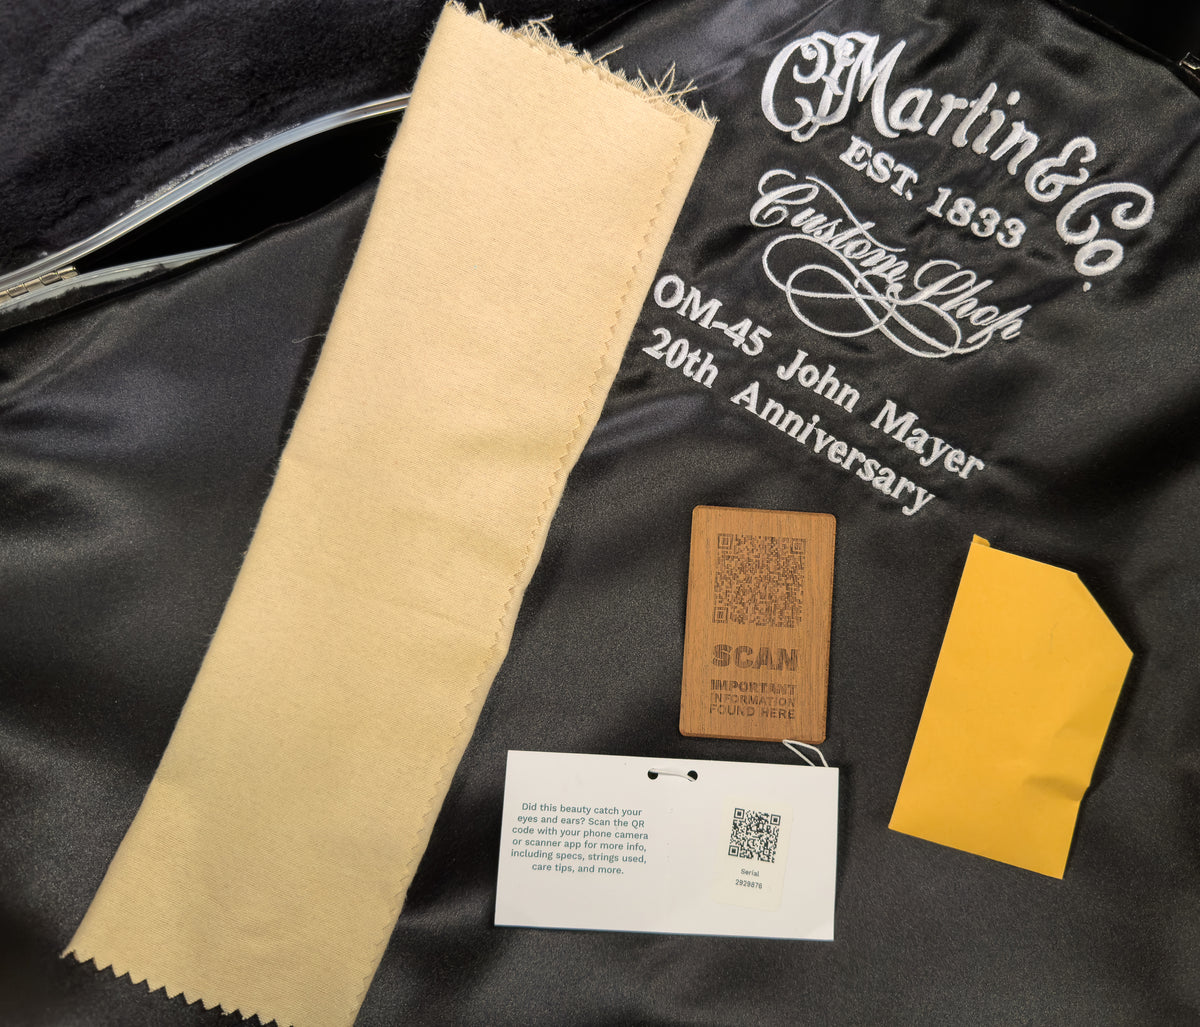 CFMartin & Co.
EST. 1833
Custom Shop
OM-45 John Mayer
20th Anniversary
SCAN
IMPORTANT
INFORMATION
FOUND HERE
Did this beauty catch your
eyes and ears? Scan the QR
code with your phone camera
or scanner app for more info,
including specs, strings used,
care tips, and more.
Serial
2929876